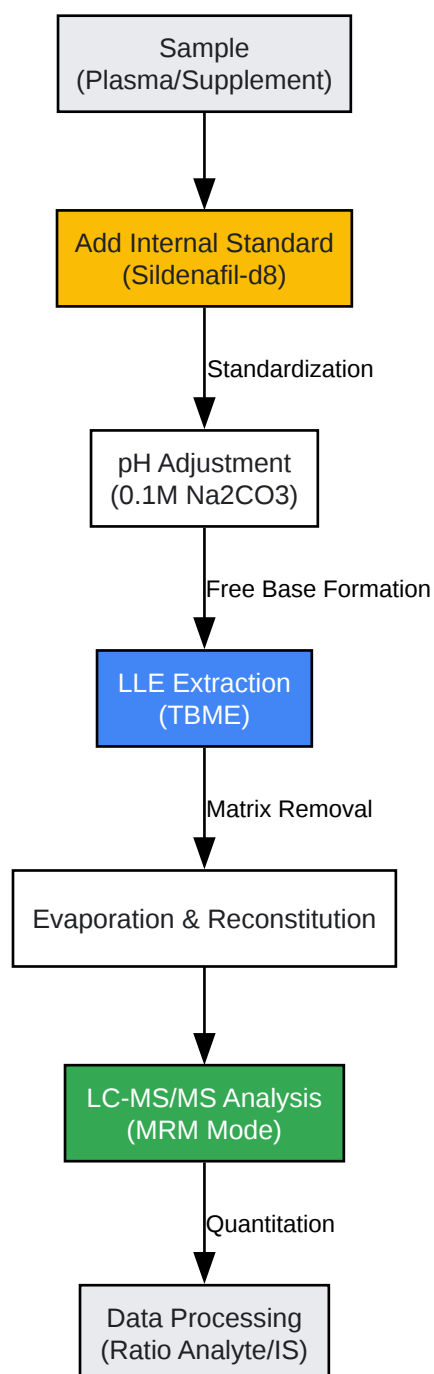 Sample
(Plasma/Supplement)
Add Internal Standard
(Sildenafil-d8)
Standardization
pH Adjustment
(0.1M Na2CO3)
Free Base Formation
LLE Extraction
(TBME)
Matrix Removal
Evaporation & Reconstitution
LC-MS/MS Analysis
(MRM Mode)
Quantitation
Data Processing
(Ratio Analyte/IS)